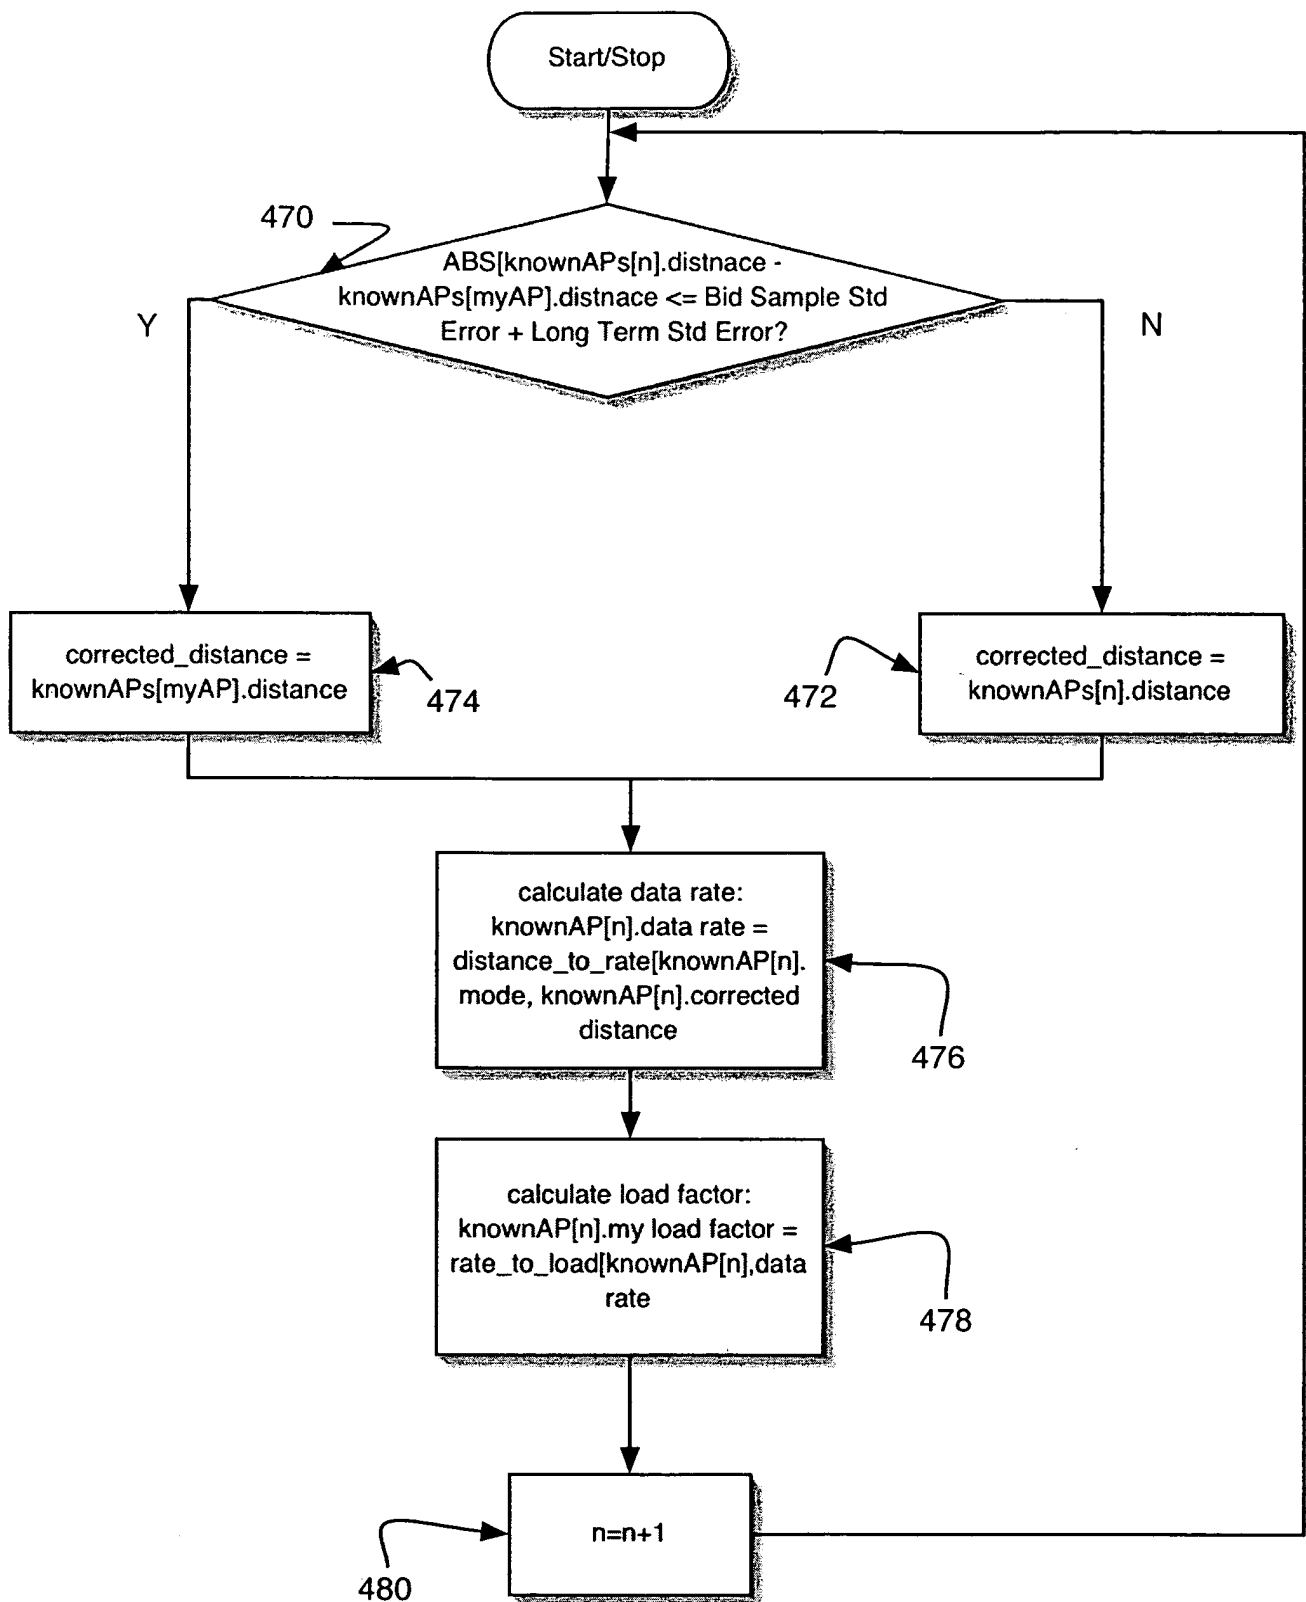 Start/Stop
470
ABS[knownAPs[n].distnace -
knownAPs[myAP].distnace <= Bid Sample Std
Error + Long Term Std Error?
Y
N
corrected_distance =
knownAPs[myAP].distance
474
472
corrected_distance =
knownAPs[n].distance
calculate data rate:
knownAP[n].data rate =
distance_to_rate[knownAP[n].
mode, knownAP[n].corrected
distance
476
calculate load factor:
knownAP[n].my load factor =
rate_to_load[knownAP[n],data
rate
478
n=n+1
480